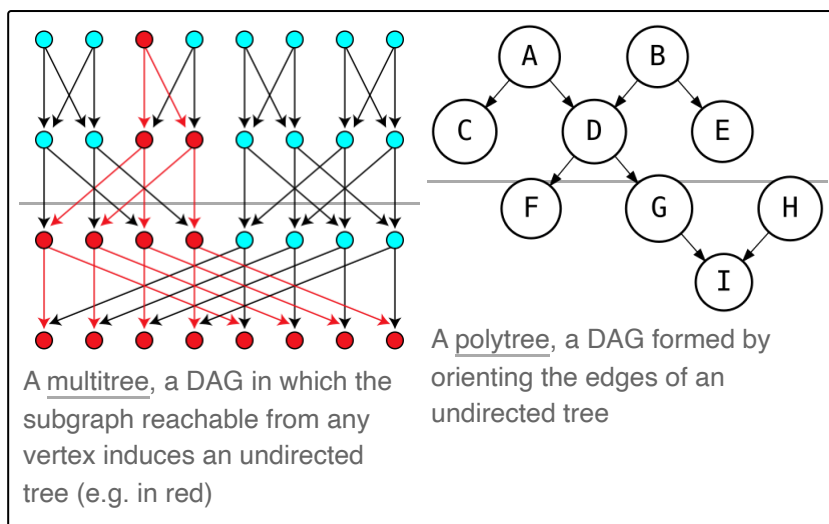 A B
C D E
F G H
I
A multitree, a DAG in which the
subgraph reachable from any
vertex induces an undirected
tree (e.g. in red)
A polytree, a DAG formed by
orienting the edges of an
undirected tree